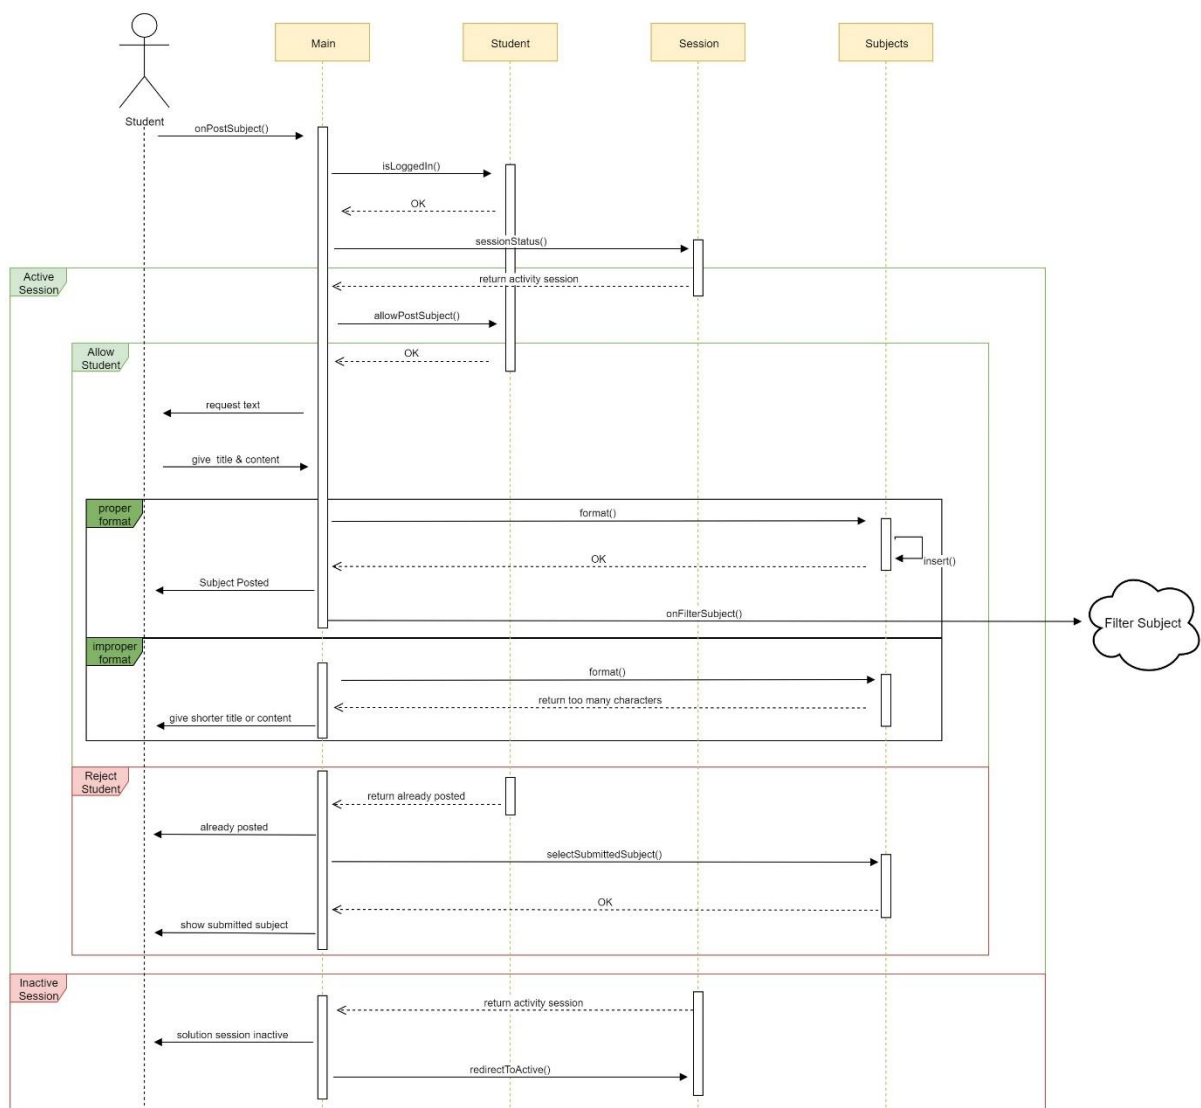 Main
Student
Session
Subjects
Student
onPostSubject()
isLoggedIn()
OK
sessionStatus()
Active
Session
return activity session
allowPostSubject()
Allow
Student
OK
request text
give title & content
proper
format
format()
insert()
OK
Subject Posted
onFilterSubject()
Filter Subject
improper
format
format()
return too many characters
give shorter title or content
Reject
Student
return already posted
already posted
selectSubmittedSubject()
OK
show submitted subject
Inactive
Session
return activity session
solution session inactive
redirectToActive()